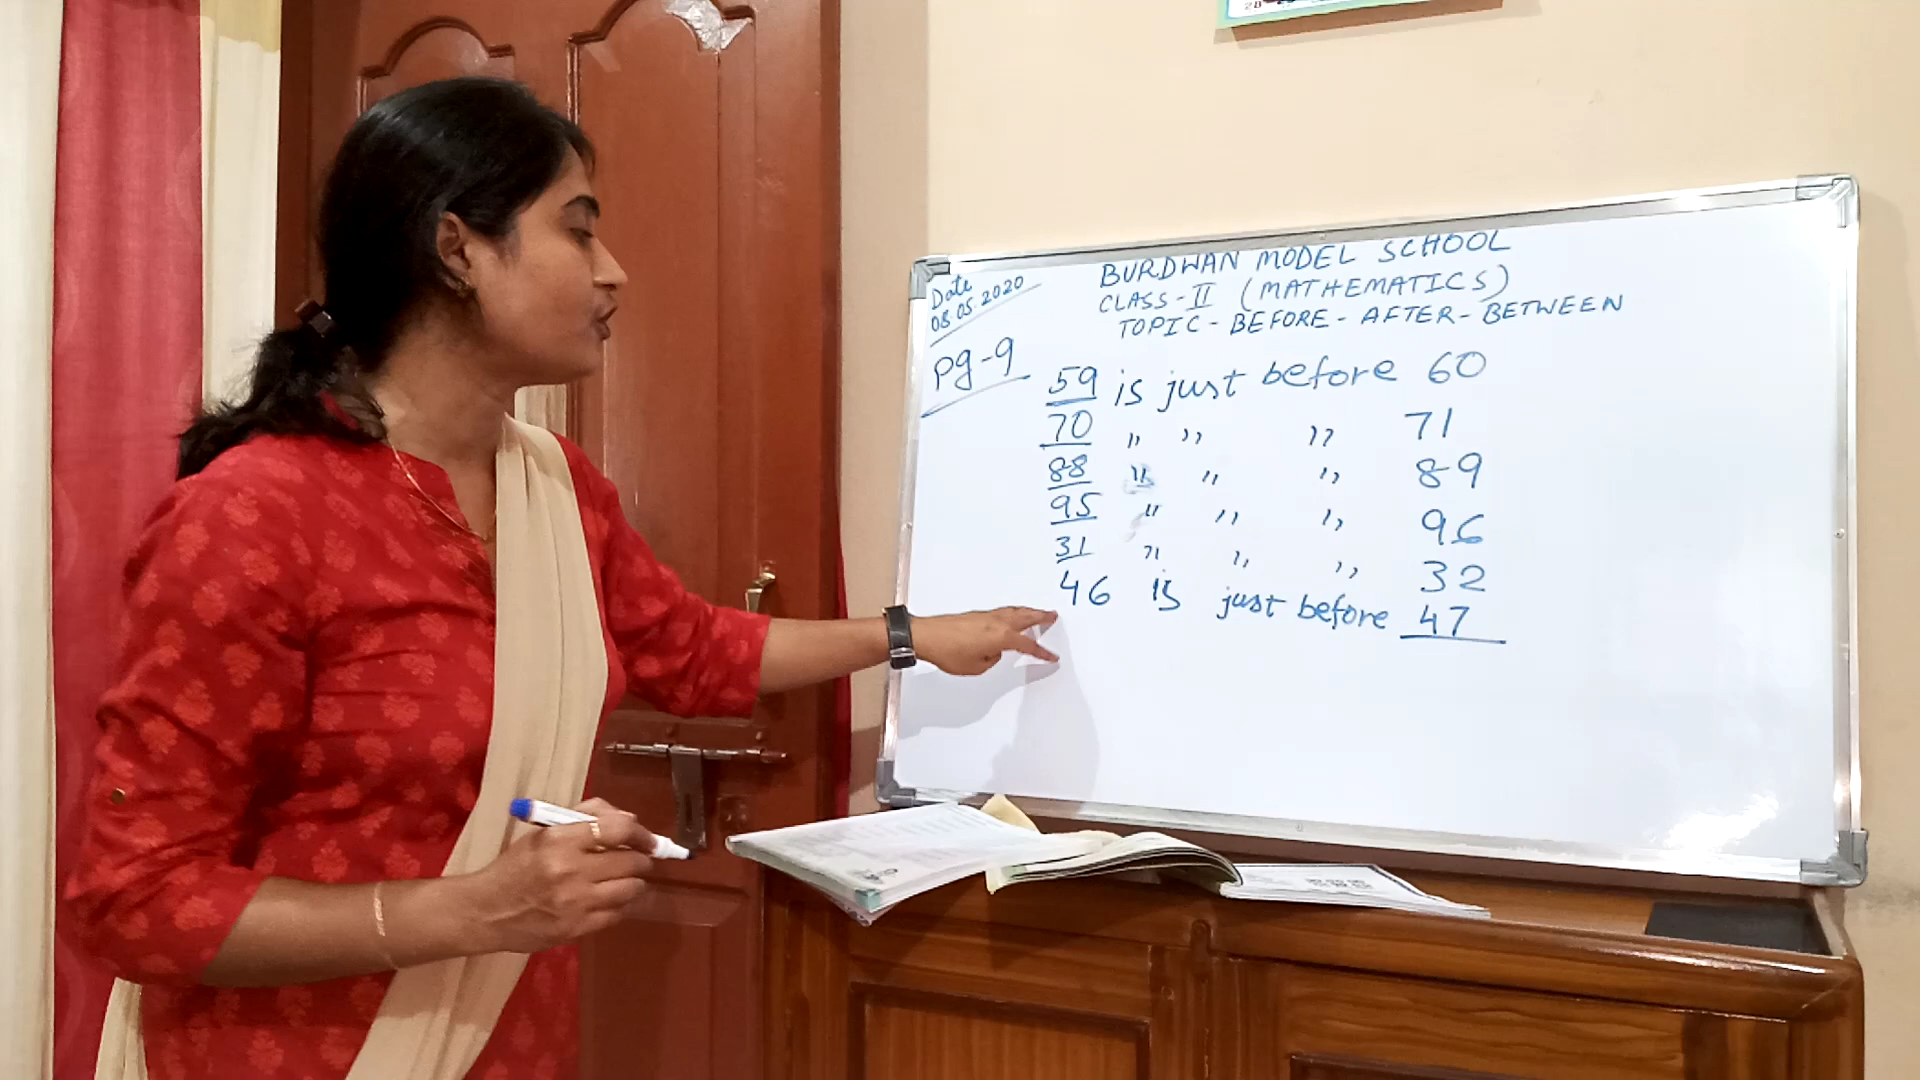 BURDWAN MODEL SCHOOL
CLASS-II (MATHEMATICS)
TOPIC - BEFORE - AFTER - BETWEEN
Date
08.05.2020
Pg-9
59 is just before 60
70 " " " 71
88 " " " 89
95 " " " 96
31 " " " 32
46 is just before 47
28